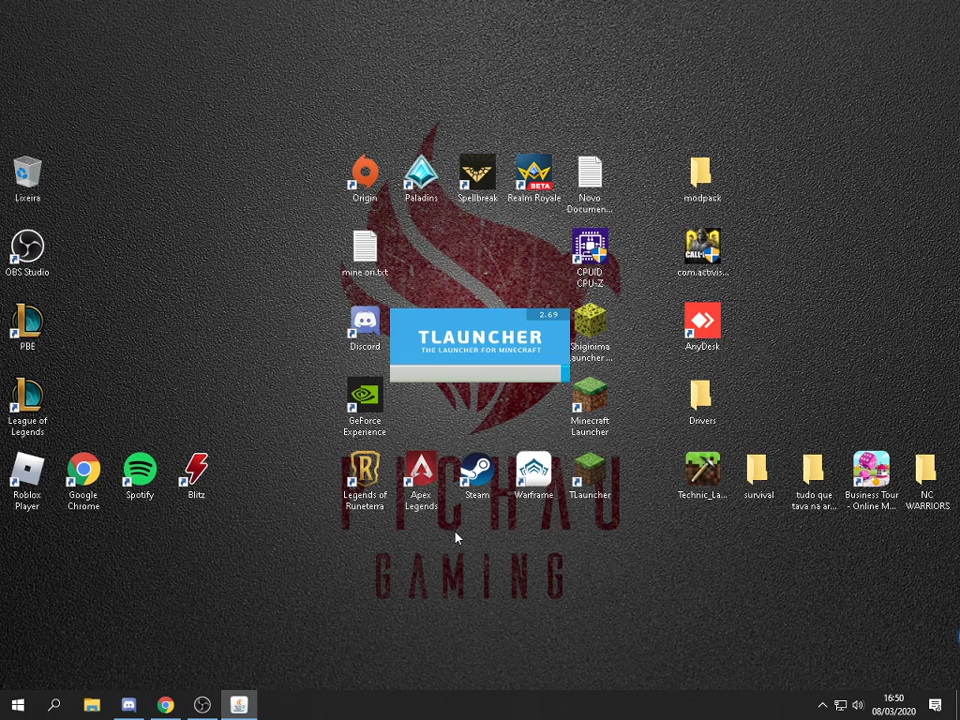 Origin
Paladins
Spellbreak
Realm Royale
BETA
Novo
Documen...
modpack
Lixeira
OBS Studio
mine ori.txt
CPUID
CPU-Z
CALL
com.activis...
PBE
Discord
2.69
TLAUNCHER
THE LAUNCHER FOR MINECRAFT
Shiginima
Launcher ...
AnyDesk
League of
Legends
GeForce
Experience
Minecraft
Launcher
Drivers
Roblox
Player
Google
Chrome
Spotify
Blitz
Legends of
Runeterra
Apex
Legends
Steam
Warframe
TLauncher
Technic_La...
survival
tudo que
tava na ar...
Business Tour
- Online M...
NC
WARRIORS
PICHAU
GAMING
16:50
08/03/2020